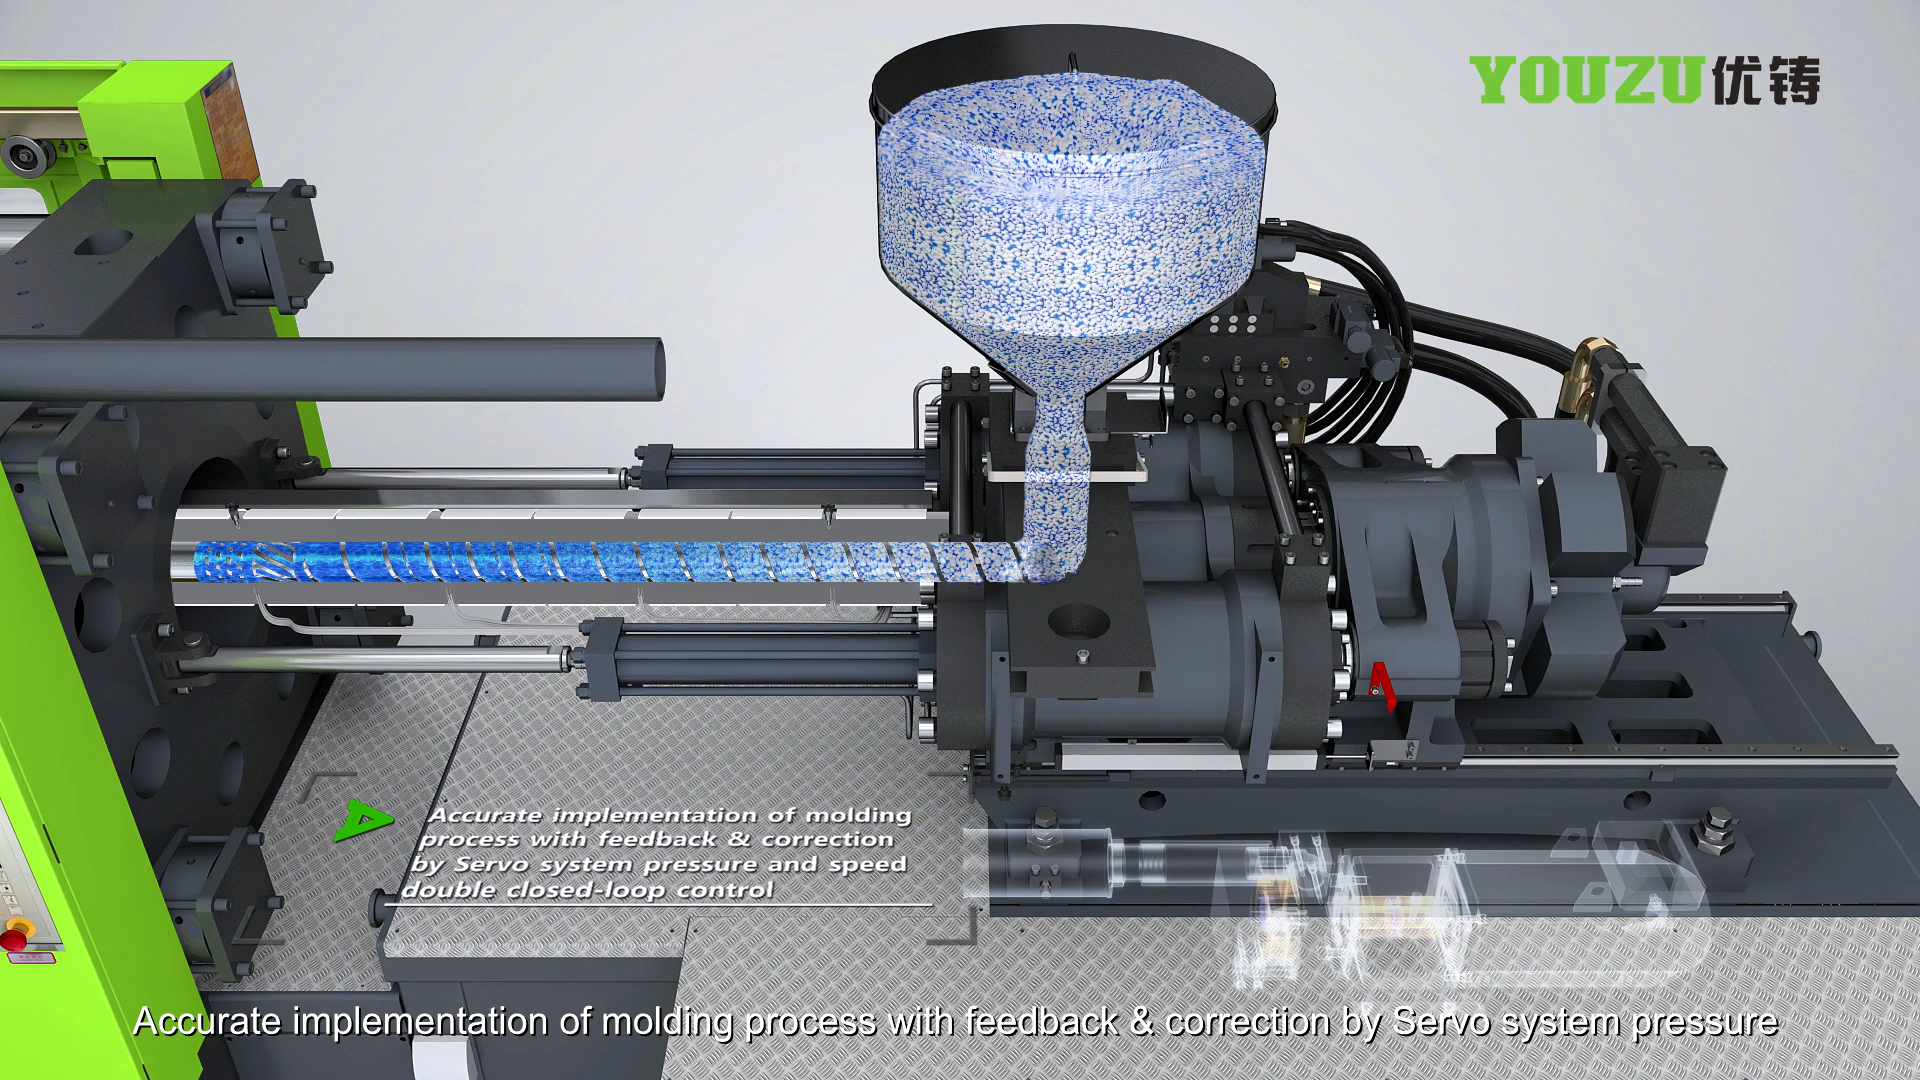 YOUZU优铸
Accurate implementation of molding
process with feedback & correction
by Servo system pressure and speed
double closed-loop control
Accurate implementation of molding process with feedback & correction by Servo system pressure